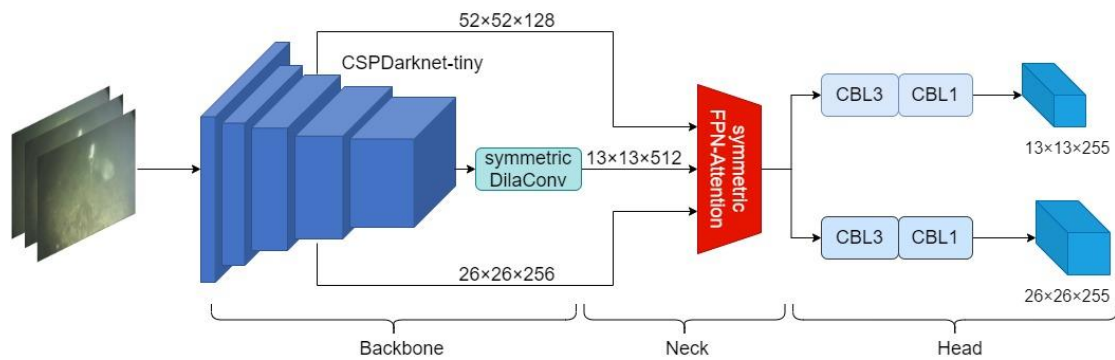 52×52×128
CSPDarknet-tiny
symmetric
DilaConv
13×13×512
26×26×256
symmetric
FPN-Attention
CBL3
CBL1
13×13×255
CBL3
CBL1
26×26×255
Backbone
Neck
Head